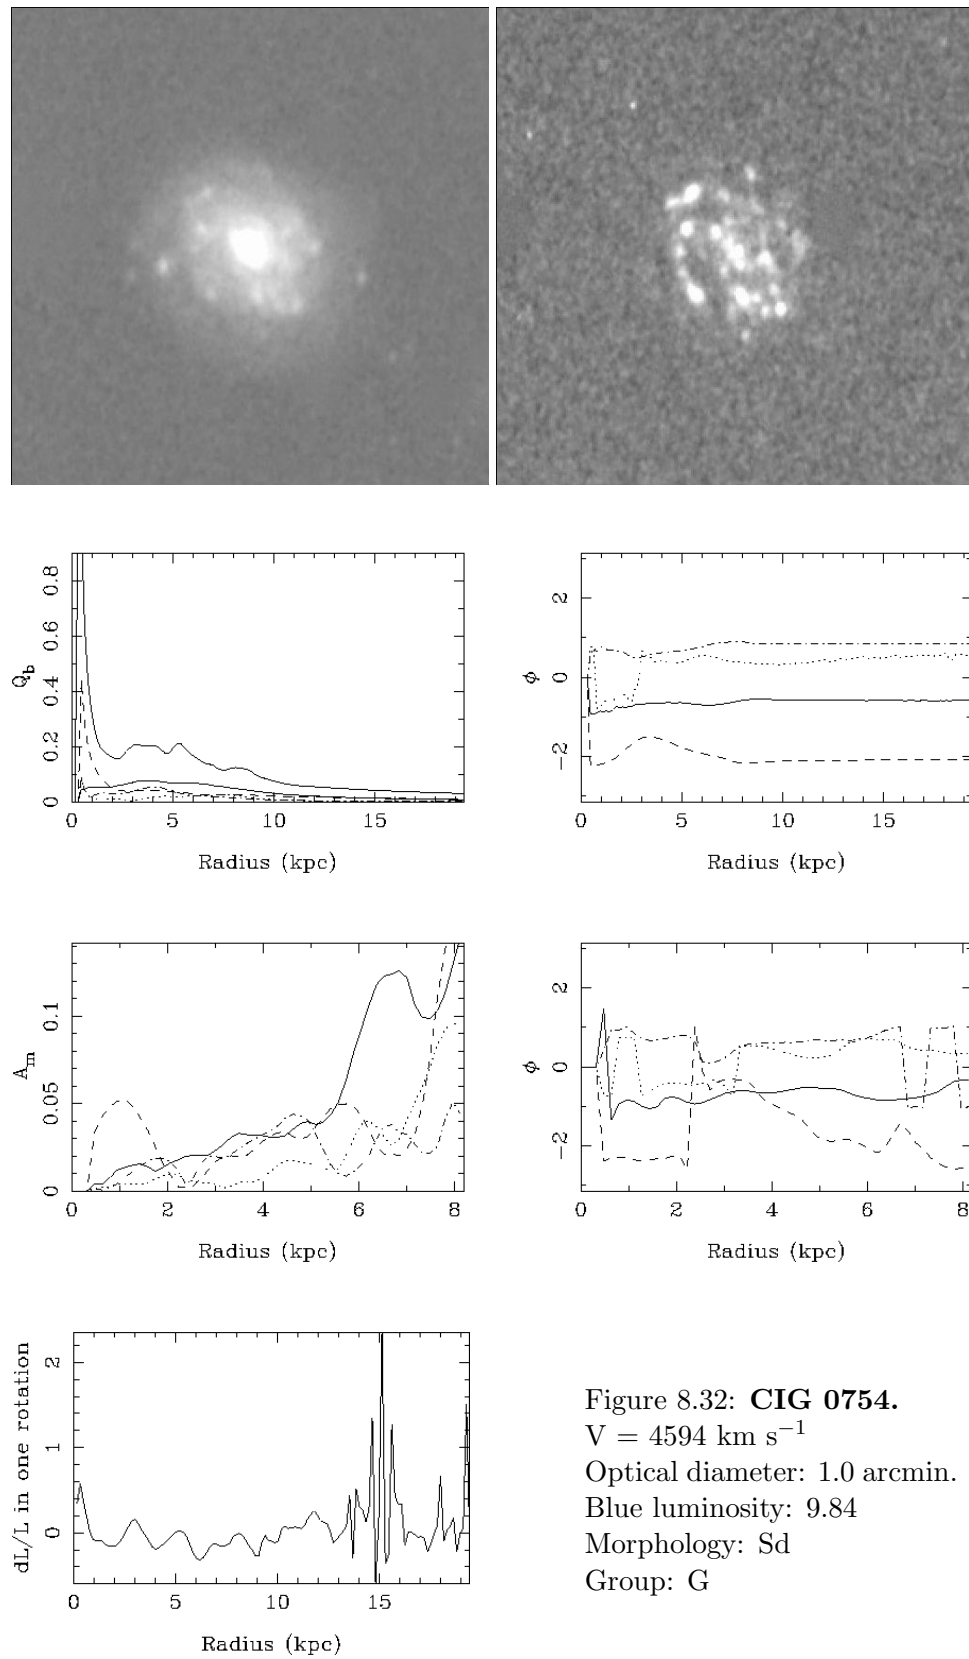 0.8
0.6
0.4
0.2
0
Q_b
0 5 10 15
Radius (kpc)
2
0
−2
φ
0 5 10 15
Radius (kpc)
0.1
0.05
0
A_m
0 2 4 6 8
Radius (kpc)
2
0
−2
φ
0 2 4 6 8
Radius (kpc)
2
1
0
dL/L in one rotation
0 5 10 15
Radius (kpc)
Figure 8.32: CIG 0754.
V = 4594 km s⁻¹
Optical diameter: 1.0 arcmin.
Blue luminosity: 9.84
Morphology: Sd
Group: G